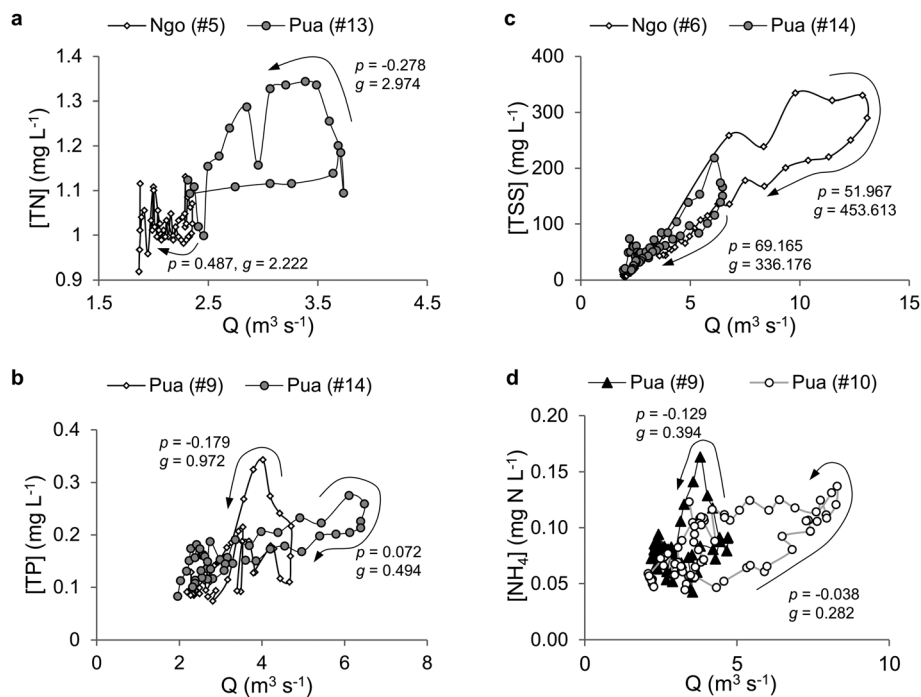 a
Ngo (#5) Pua (#13)
[TN] (mg L⁻¹)
1.4
1.3
1.2
1.1
1
0.9
p = -0.278
g = 2.974
p = 0.487, g = 2.222
1.5 2.5 3.5 4.5
Q (m³ s⁻¹)
c
Ngo (#6) Pua (#14)
[TSS] (mg L⁻¹)
400
300
200
100
0
p = 51.967
g = 453.613
p = 69.165
g = 336.176
0 5 10 15
Q (m³ s⁻¹)
b
Pua (#9) Pua (#14)
[TP] (mg L⁻¹)
0.4
0.3
0.2
0.1
0
p = -0.179
g = 0.972
p = 0.072
g = 0.494
0 2 4 6 8
Q (m³ s⁻¹)
d
Pua (#9) Pua (#10)
[NH₄] (mg N L⁻¹)
0.20
0.15
0.10
0.05
0.00
p = -0.129
g = 0.394
p = -0.038
g = 0.282
0 5 10
Q (m³ s⁻¹)